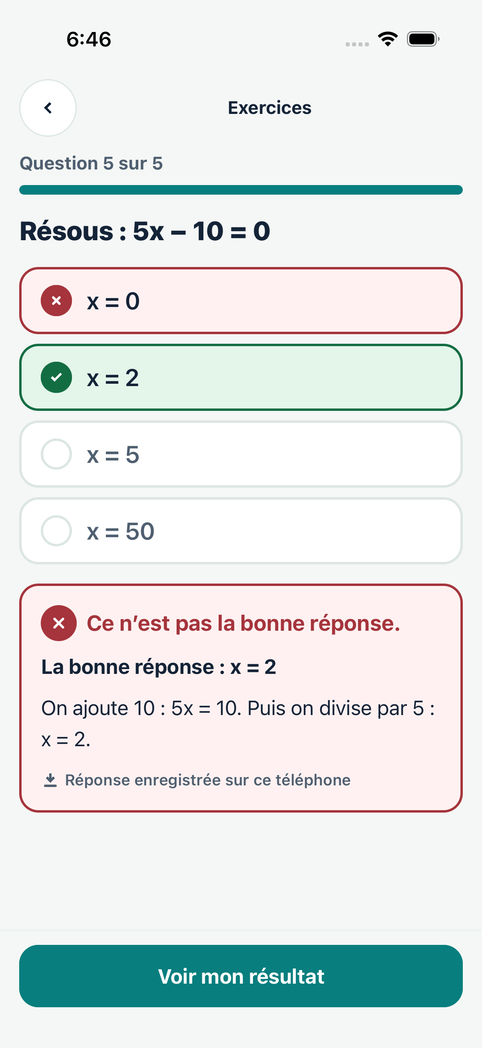 6:46
Exercices
Question 5 sur 5
Résous : 5x – 10 = 0
x = 0
x = 2
x = 5
x = 50
Ce n’est pas la bonne réponse.
La bonne réponse : x = 2
On ajoute 10 : 5x = 10. Puis on divise par 5 :
x = 2.
Réponse enregistrée sur ce téléphone
Voir mon résultat